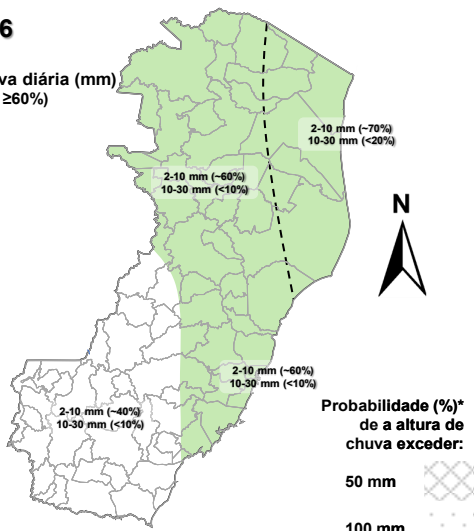 6
va diária (mm)
≥60%)
2-10 mm (~70%)
10-30 mm (<20%)
2-10 mm (~60%)
10-30 mm (<10%)
N
2-10 mm (~60%)
10-30 mm (<10%)
2-10 mm (~40%)
10-30 mm (<10%)
Probabilidade (%)*
de a altura de
chuva exceder:
50 mm
100 mm